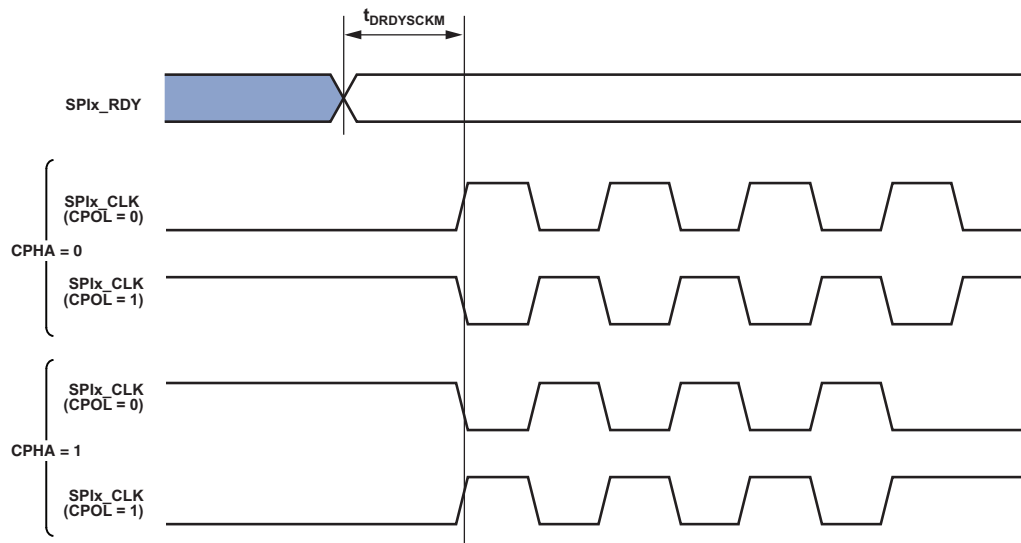 tDRDYSCKM
SPIx_RDY
CPHA = 0
SPIx_CLK
(CPOL = 0)
SPIx_CLK
(CPOL = 1)
CPHA = 1
SPIx_CLK
(CPOL = 0)
SPIx_CLK
(CPOL = 1)